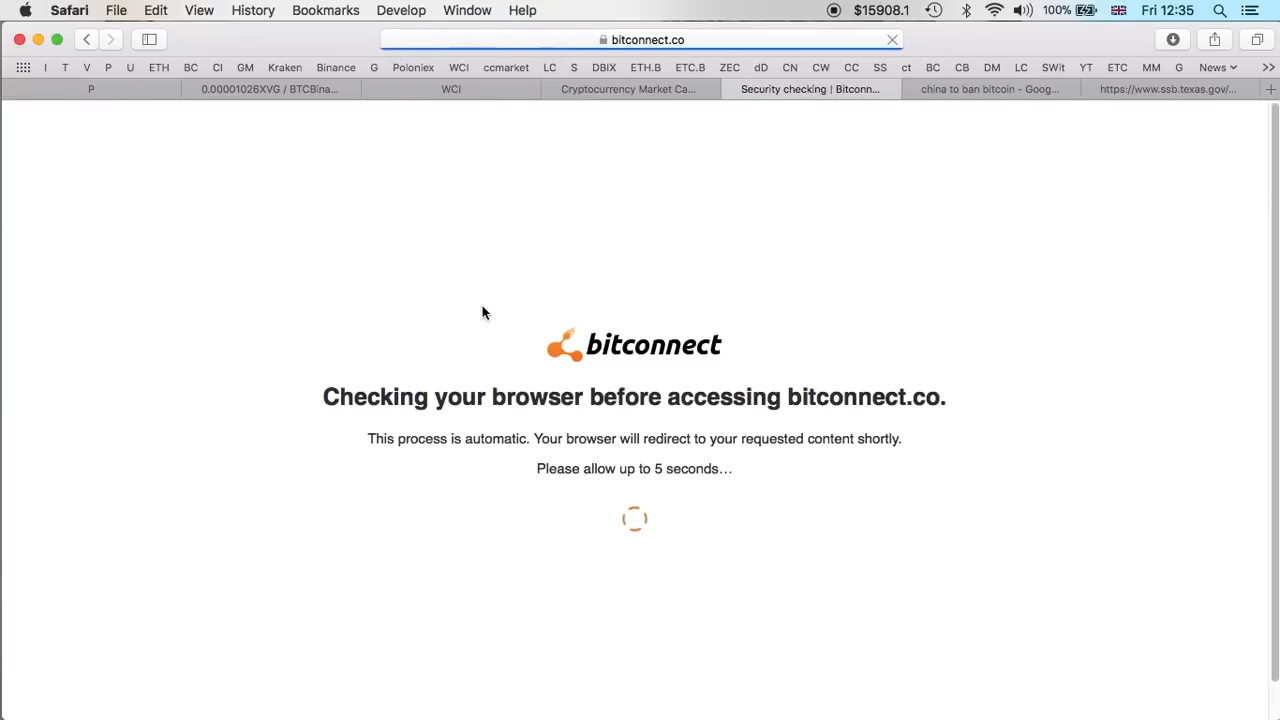 Safari File Edit View History Bookmarks Develop Window Help $15908.1 100% Fri 12:35
bitconnect.co
I T V P U ETH BC CI GM Kraken Binance G Poloniex WCI ccmarket LC S DBIX ETH.B ETC.B ZEC dD CN CW CC SS ct BC CB DM LC SWit YT ETC MM G News
P 0.00001026XVG / BTCBina... WCI Cryptocurrency Market Ca... Security checking | Bitconn... china to ban bitcoin - Goog... https://www.ssb.texas.gov/...
bitconnect
Checking your browser before accessing bitconnect.co.
This process is automatic. Your browser will redirect to your requested content shortly.
Please allow up to 5 seconds...